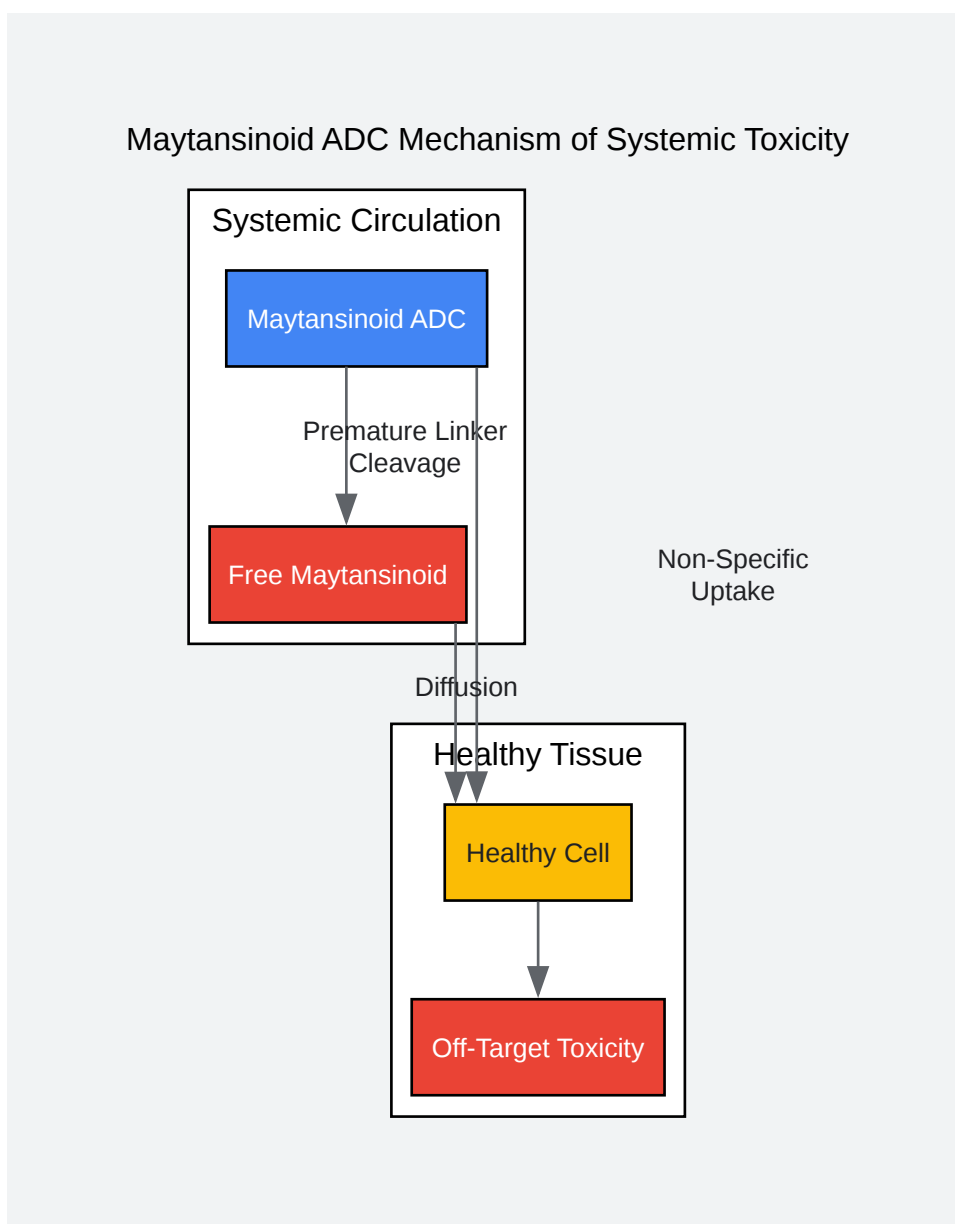 Maytansinoid ADC Mechanism of Systemic Toxicity
Systemic Circulation
Maytansinoid ADC
Premature Linker
Cleavage
Free Maytansinoid
Non-Specific
Uptake
Diffusion
Healthy Tissue
Healthy Cell
Off-Target Toxicity